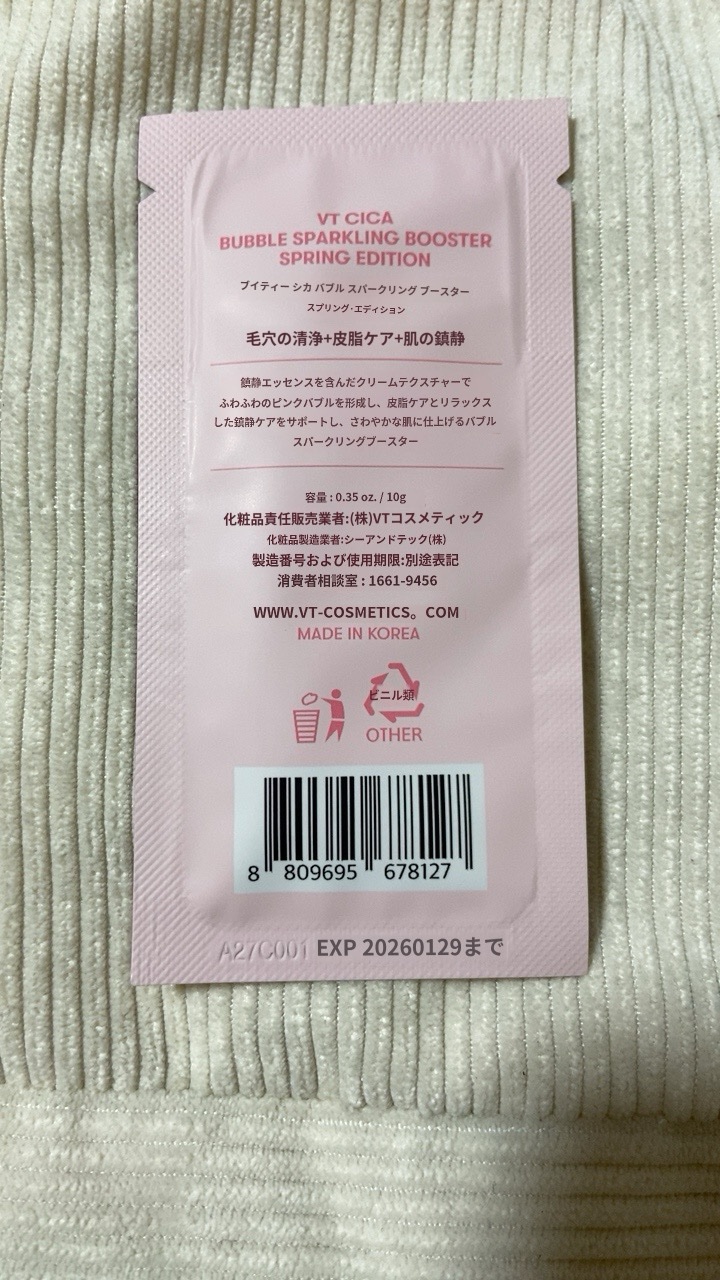 VT CICA
BUBBLE SPARKLING BOOSTER
SPRING EDITION
ブイティー シカ バブル スパークリング ブースター
スプリング·エディション
毛穴の清浄+皮脂ケア+肌の鎮静
鎮静エッセンスを含んだクリームテクスチャーで
ふわふわのピンクバブルを形成し、皮脂ケアとリラックス
した鎮静ケアをサポートし、さわやかな肌に仕上げるバブル
スパークリングブースター
容量 : 0.35 oz. / 10g
化粧品責任販売業者:(株)VTコスメティック
化粧品製造業者:シーアンドテック(株)
製造番号および使用期限:別途表記
消費者相談室 : 1661-9456
WWW.VT-COSMETICS。COM
MADE IN KOREA
ビニル類
OTHER
8 809695 678127
A27C001 EXP 20260129まで